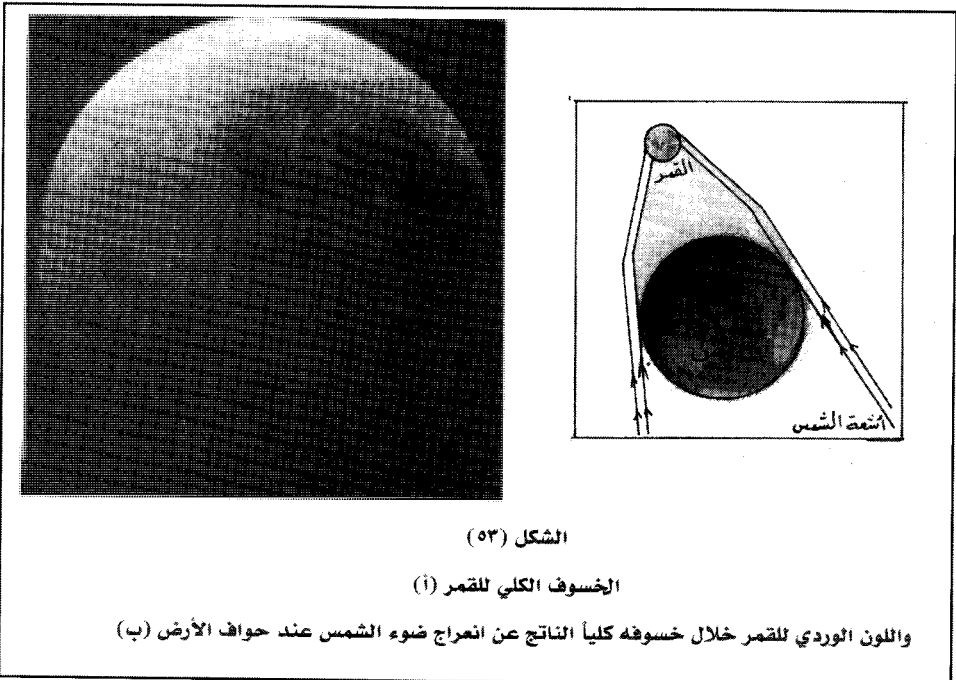 القمر
أشعة الشمس
الشكل (٥٣)
الخسوف الكلي للقمر (أ)
واللون الوردي للقمر خلال خسوفه كلياً الناتج عن انعراج ضوء الشمس عند حواف الأرض (ب)